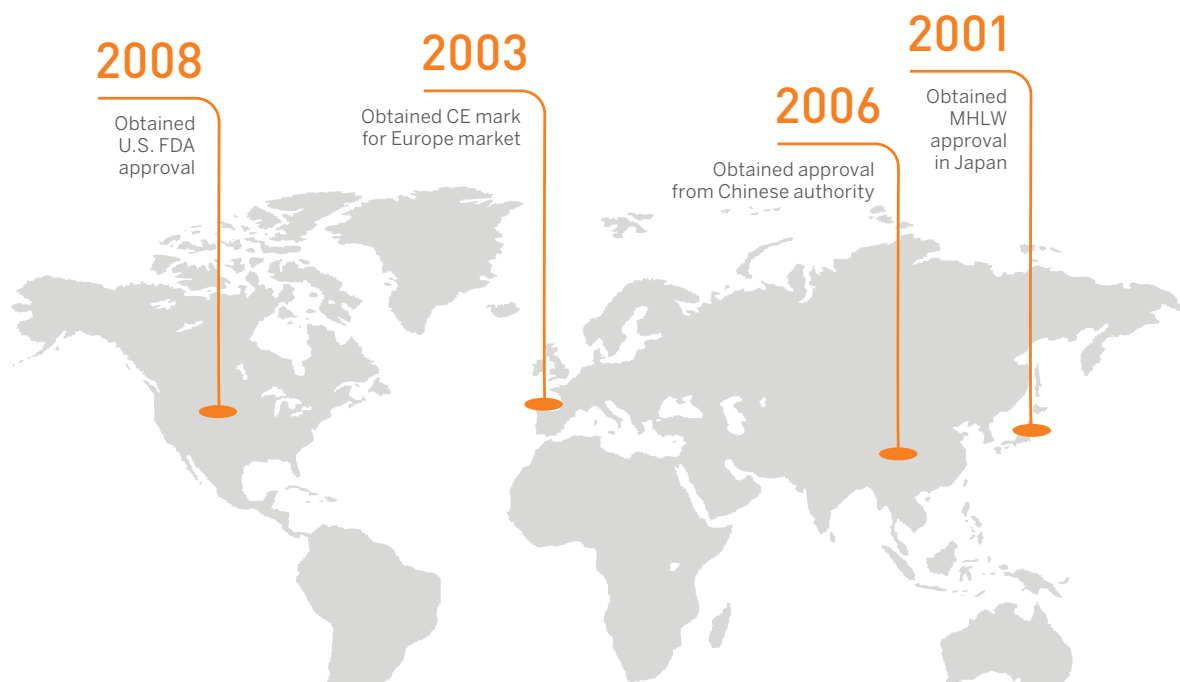 2008
Obtained
U.S. FDA
approval
2003
Obtained CE mark
for Europe market
2006
Obtained approval
from Chinese authority
2001
Obtained
MHLW
approval
in Japan